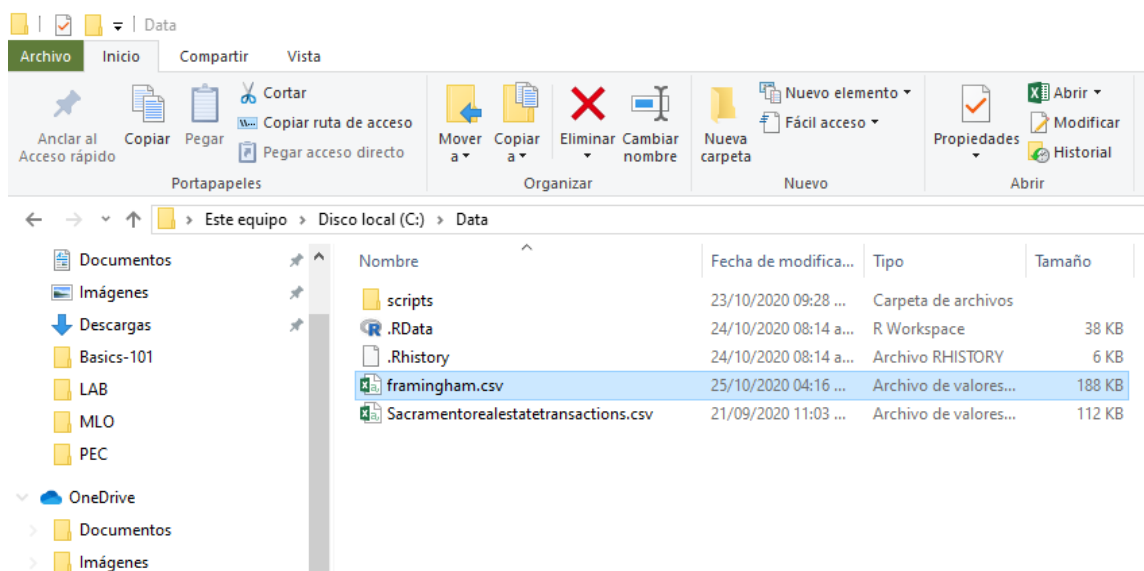 Data
Archivo Inicio Compartir Vista
Anclar al Acceso rápido
Copiar
Pegar
Cortar
Copiar ruta de acceso
Pegar acceso directo
Portapapeles
Mover a
Copiar a
Eliminar
Cambiar nombre
Organizar
Nueva carpeta
Nuevo elemento
Fácil acceso
Nuevo
Propiedades
Abrir
Modificar
Historial
Abrir
Este equipo > Disco local (C:) > Data
Documentos
Imágenes
Descargas
Basics-101
LAB
MLO
PEC
OneDrive
Documentos
Imágenes
Nombre Fecha de modifica... Tipo Tamaño
scripts 23/10/2020 09:28 ... Carpeta de archivos
.RData 24/10/2020 08:14 a... R Workspace 38 KB
.Rhistory 24/10/2020 08:14 a... Archivo RHISTORY 6 KB
framingham.csv 25/10/2020 04:16 ... Archivo de valores... 188 KB
Sacramentorealestatetransactions.csv 21/09/2020 11:03 ... Archivo de valores... 112 KB